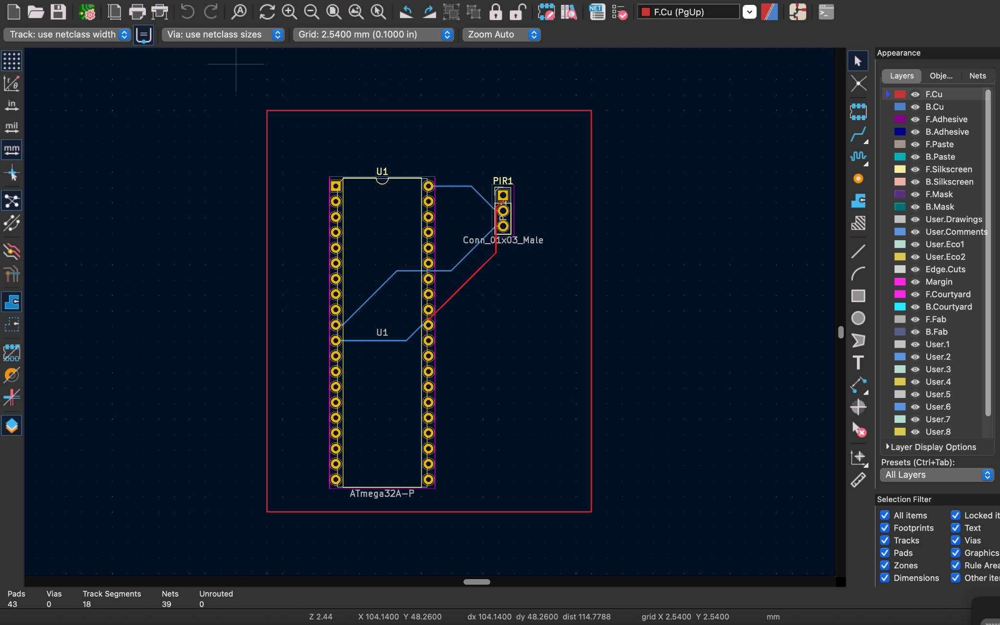 F.Cu (PgUp)
Track: use netclass width
Via: use netclass sizes
Grid: 2.5400 mm (0.1000 in)
Zoom Auto
NET
in
mil
mm
Appearance
Layers
Obje...
Nets
F.Cu
B.Cu
F.Adhesive
B.Adhesive
F.Paste
B.Paste
F.Silkscreen
B.Silkscreen
F.Mask
B.Mask
User.Drawings
User.Comments
User.Eco1
User.Eco2
Edge.Cuts
Margin
F.Courtyard
B.Courtyard
F.Fab
B.Fab
User.1
User.2
User.3
User.4
User.5
User.6
User.7
User.8
Layer Display Options
Presets (Ctrl+Tab):
All Layers
Selection Filter
All items
Locked it
Footprints
Text
Tracks
Vias
Pads
Graphics
Zones
Rule Area
Dimensions
Other iter
U1
PIR1
Conn_01x03_Male
U1
ATmega32A-P
Pads
Vias
Track Segments
Nets
Unrouted
43
0
18
39
0
Z 2.44
X 104.1400 Y 48.2600
dx 104.1400 dy 48.2600 dist 114.7788
grid X 2.5400 Y 2.5400
mm